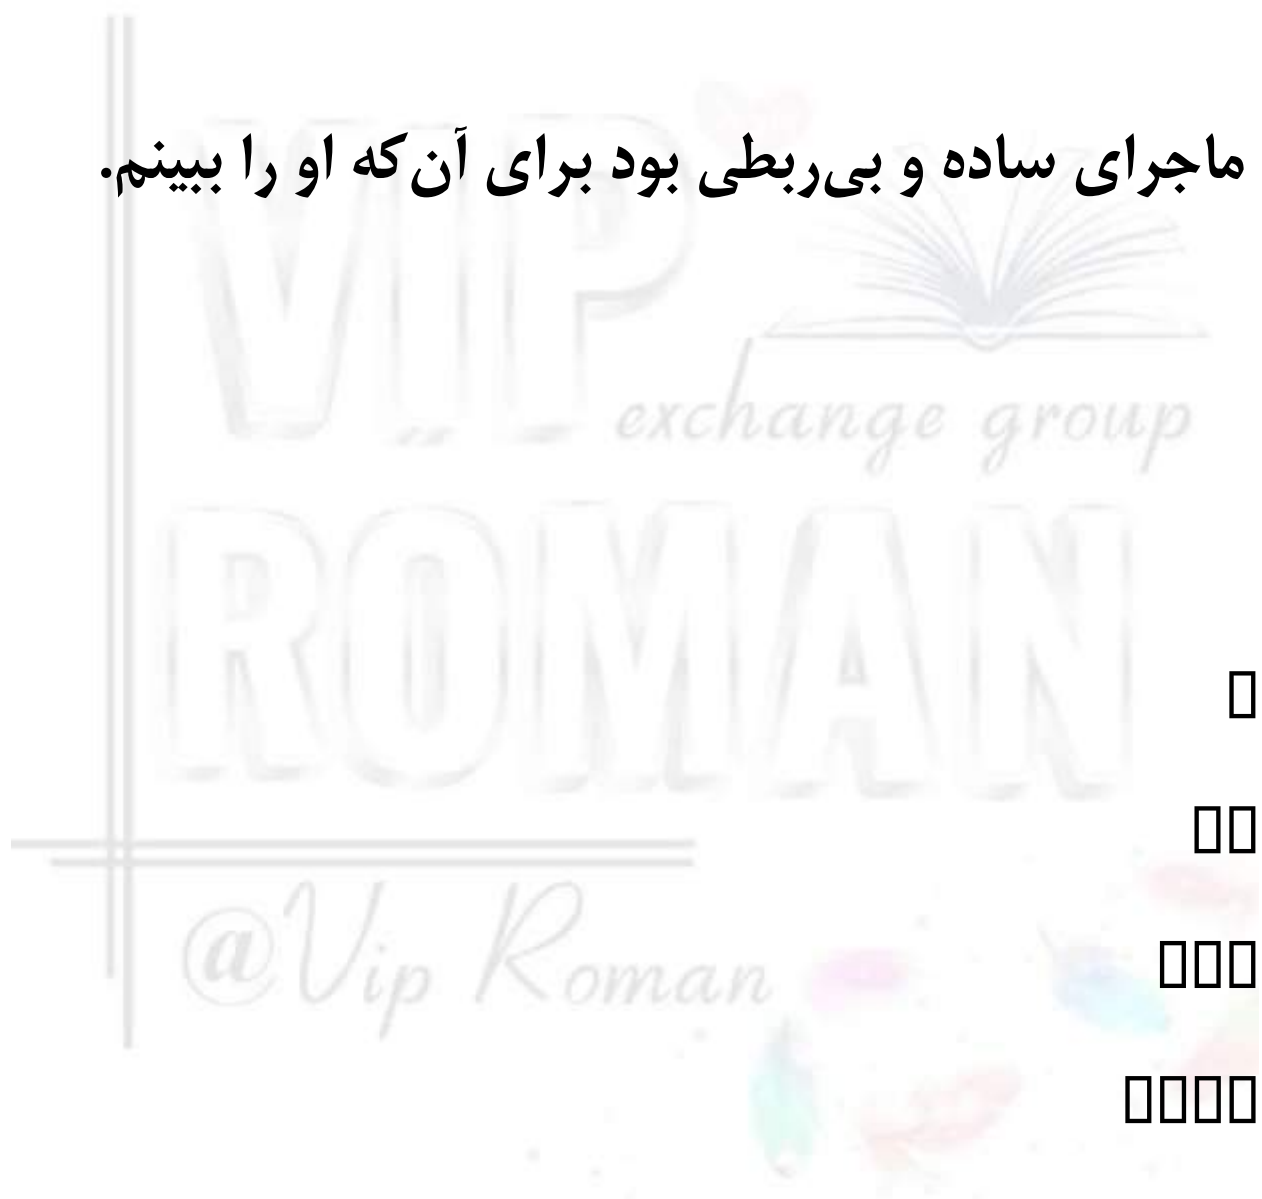 ماجرای ساده و بی‌ربطی بود برای آن‌که او را ببینم.
VIP
exchange group
ROMAN
▯
▯▯
▯▯▯
@Vip Roman
▯▯▯▯